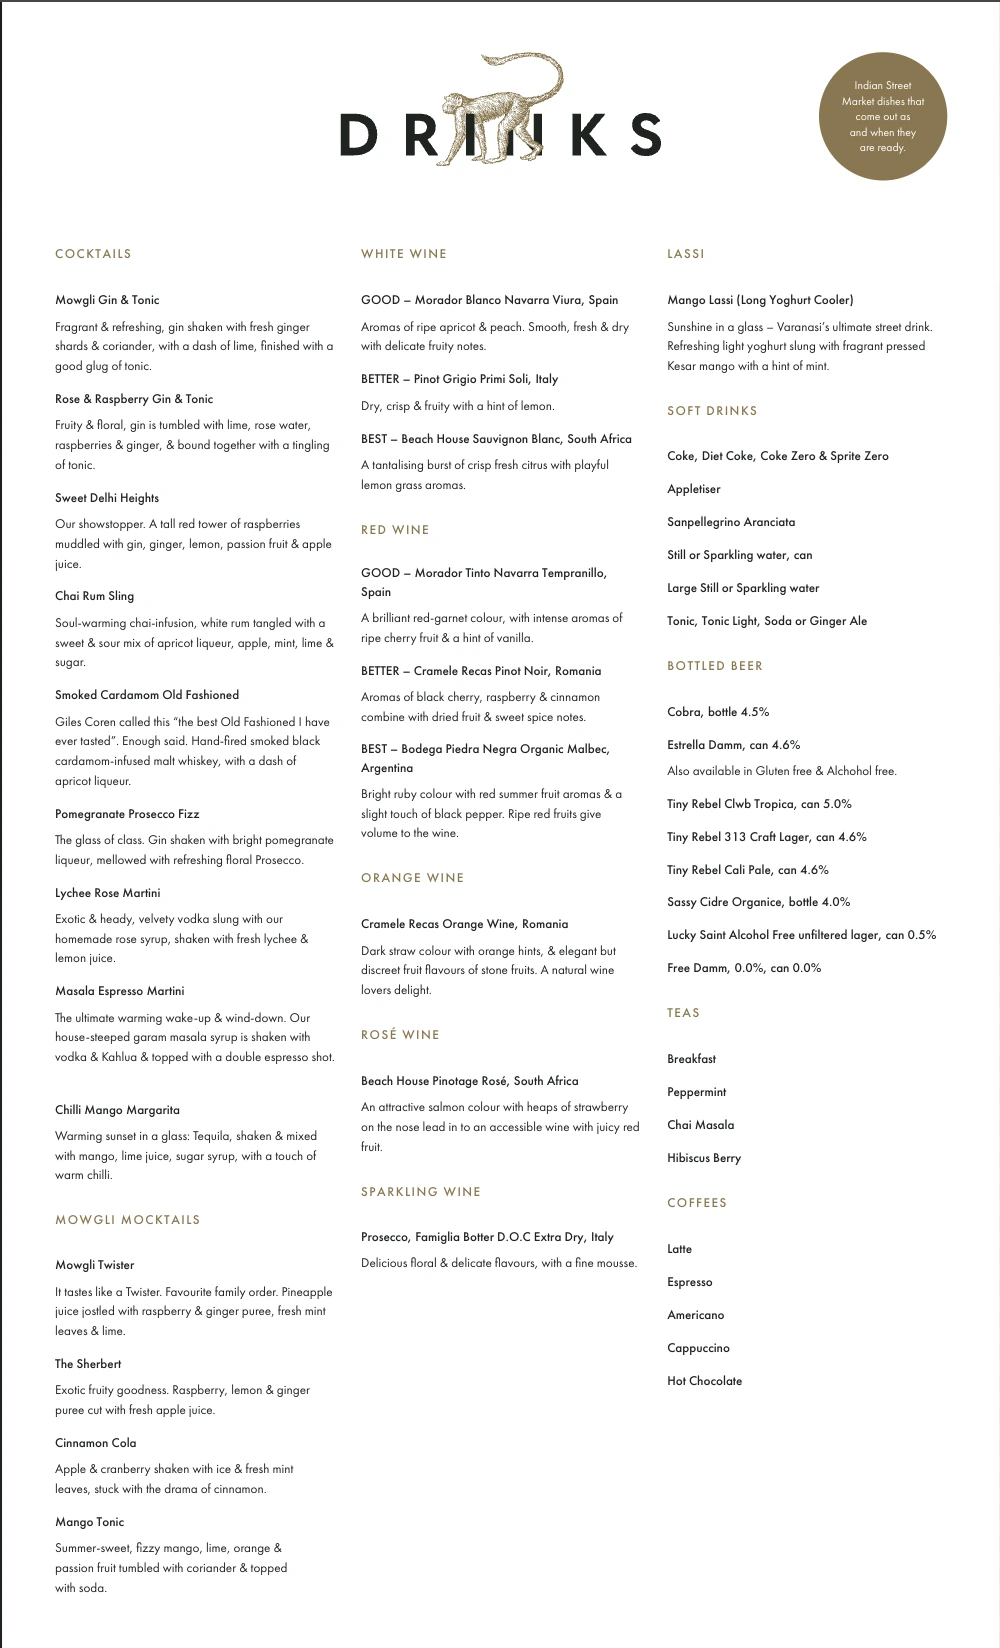 DRINKS
Indian Street
Market dishes that
come out as
and when they
are ready.
COCKTAILS
Mowgli Gin & Tonic
Fragrant & refreshing, gin shaken with fresh ginger
shards & coriander, with a dash of lime, finished with a
good glug of tonic.
Rose & Raspberry Gin & Tonic
Fruity & floral, gin is tumbled with lime, rose water,
raspberries & ginger, & bound together with a tingling
of tonic.
Sweet Delhi Heights
Our showstopper. A tall red tower of raspberries
muddled with gin, ginger, lemon, passion fruit & apple
juice.
Chai Rum Sling
Soul-warming chai-infusion, white rum tangled with a
sweet & sour mix of apricot liqueur, apple, mint, lime &
sugar.
Smoked Cardamom Old Fashioned
Giles Coren called this “the best Old Fashioned I have
ever tasted”. Enough said. Hand-fired smoked black
cardamom-infused malt whiskey, with a dash of
apricot liqueur.
Pomegranate Prosecco Fizz
The glass of class. Gin shaken with bright pomegranate
liqueur, mellowed with refreshing floral Prosecco.
Lychee Rose Martini
Exotic & heady, velvety vodka slung with our
homemade rose syrup, shaken with fresh lychee &
lemon juice.
Masala Espresso Martini
The ultimate warming wake-up & wind-down. Our
house-steeped garam masala syrup is shaken with
vodka & Kahlua & topped with a double espresso shot.
Chilli Mango Margarita
Warming sunset in a glass: Tequila, shaken & mixed
with mango, lime juice, sugar syrup, with a touch of
warm chilli.
MOWGLI MOCKTAILS
Mowgli Twister
It tastes like a Twister. Favourite family order. Pineapple
juice jostled with raspberry & ginger puree, fresh mint
leaves & lime.
The Sherbert
Exotic fruity goodness. Raspberry, lemon & ginger
puree cut with fresh apple juice.
Cinnamon Cola
Apple & cranberry shaken with ice & fresh mint
leaves, stuck with the drama of cinnamon.
Mango Tonic
Summer-sweet, fizzy mango, lime, orange &
passion fruit tumbled with coriander & topped
with soda.
WHITE WINE
GOOD – Morador Blanco Navarra Viura, Spain
Aromas of ripe apricot & peach. Smooth, fresh & dry
with delicate fruity notes.
BETTER – Pinot Grigio Primi Soli, Italy
Dry, crisp & fruity with a hint of lemon.
BEST – Beach House Sauvignon Blanc, South Africa
A tantalising burst of crisp fresh citrus with playful
lemon grass aromas.
RED WINE
GOOD – Morador Tinto Navarra Tempranillo,
Spain
A brilliant red-garnet colour, with intense aromas of
ripe cherry fruit & a hint of vanilla.
BETTER – Cramele Recas Pinot Noir, Romania
Aromas of black cherry, raspberry & cinnamon
combine with dried fruit & sweet spice notes.
BEST – Bodega Piedra Negra Organic Malbec,
Argentina
Bright ruby colour with red summer fruit aromas & a
slight touch of black pepper. Ripe red fruits give
volume to the wine.
ORANGE WINE
Cramele Recas Orange Wine, Romania
Dark straw colour with orange hints, & elegant but
discreet fruit flavours of stone fruits. A natural wine
lovers delight.
ROSÉ WINE
Beach House Pinotage Rosé, South Africa
An attractive salmon colour with heaps of strawberry
on the nose lead in to an accessible wine with juicy red
fruit.
SPARKLING WINE
Prosecco, Famiglia Botter D.O.C Extra Dry, Italy
Delicious floral & delicate flavours, with a fine mousse.
LASSI
Mango Lassi (Long Yoghurt Cooler)
Sunshine in a glass – Varanasi’s ultimate street drink.
Refreshing light yoghurt slung with fragrant pressed
Kesar mango with a hint of mint.
SOFT DRINKS
Coke, Diet Coke, Coke Zero & Sprite Zero
Appletiser
Sanpellegrino Aranciata
Still or Sparkling water, can
Large Still or Sparkling water
Tonic, Tonic Light, Soda or Ginger Ale
BOTTLED BEER
Cobra, bottle 4.5%
Estrella Damm, can 4.6%
Also available in Gluten free & Alchohol free.
Tiny Rebel Clwb Tropica, can 5.0%
Tiny Rebel 313 Craft Lager, can 4.6%
Tiny Rebel Cali Pale, can 4.6%
Sassy Cidre Organice, bottle 4.0%
Lucky Saint Alcohol Free unfiltered lager, can 0.5%
Free Damm, 0.0%, can 0.0%
TEAS
Breakfast
Peppermint
Chai Masala
Hibiscus Berry
COFFEES
Latte
Espresso
Americano
Cappuccino
Hot Chocolate